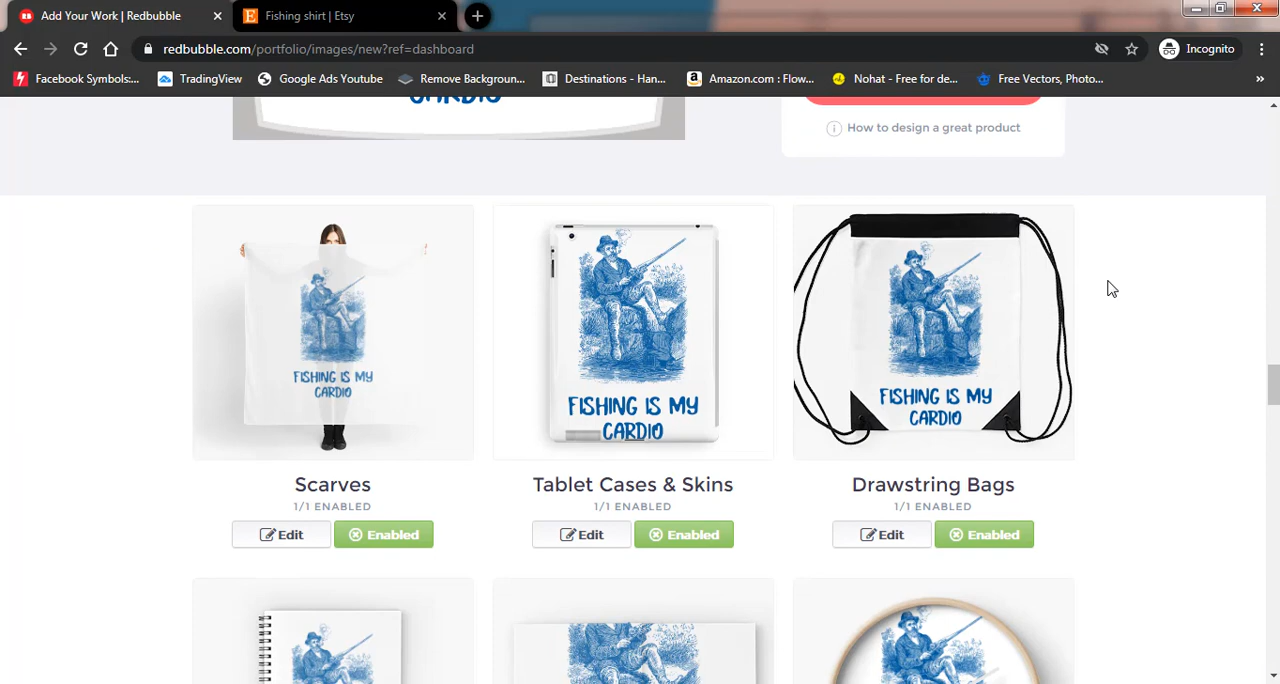 Add Your Work | Redbubble
Fishing shirt | Etsy
redbubble.com/portfolio/images/new?ref=dashboard
Incognito
Facebook Symbols:...
TradingView
Google Ads Youtube
Remove Backgroun...
Destinations - Han...
Amazon.com : Flow...
Nohat - Free for de...
Free Vectors, Photo...
»
CARDIO
How to design a great product
FISHING IS MY
CARDIO
FISHING IS MY
CARDIO
FISHING IS MY
CARDIO
Scarves
Tablet Cases & Skins
Drawstring Bags
1/1 ENABLED
1/1 ENABLED
1/1 ENABLED
Edit
Enabled
Edit
Enabled
Edit
Enabled